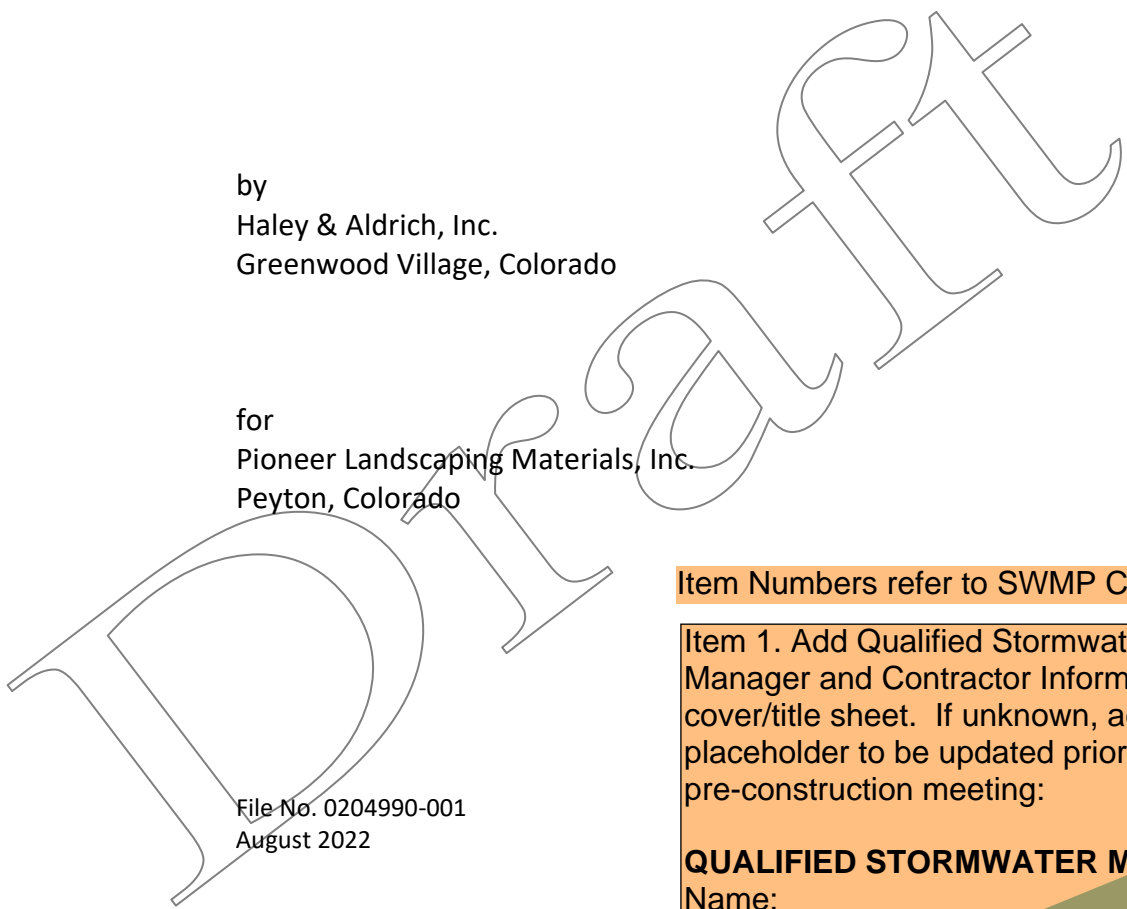 Draft
by
Haley & Aldrich, Inc.
Greenwood Village, Colorado
for
Pioneer Landscaping Materials, Inc.
Peyton, Colorado
File No. 0204990-001
August 2022
Item Numbers refer to SWMP C
Item 1. Add Qualified
Manager and Contractor
cover/title sheet. If unknown,
placeholder to be updated prior
pre-construction meeting:
QUALIFIED STORMWATER
Name: